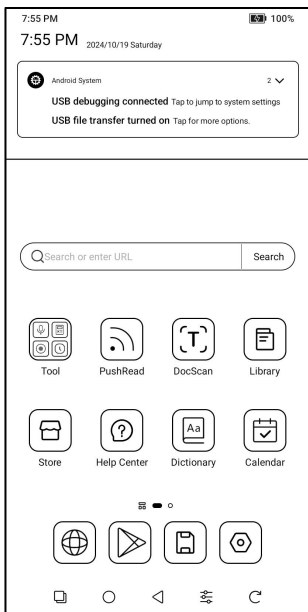 7:55 PM 100%
7:55 PM 2024/10/19 Saturday
Android System 2
USB debugging connected Tap to jump to system settings
USB file transfer turned on Tap for more options.
Search or enter URL Search
Tool PushRead DocScan Library
Aa
Store Help Center Dictionary Calendar